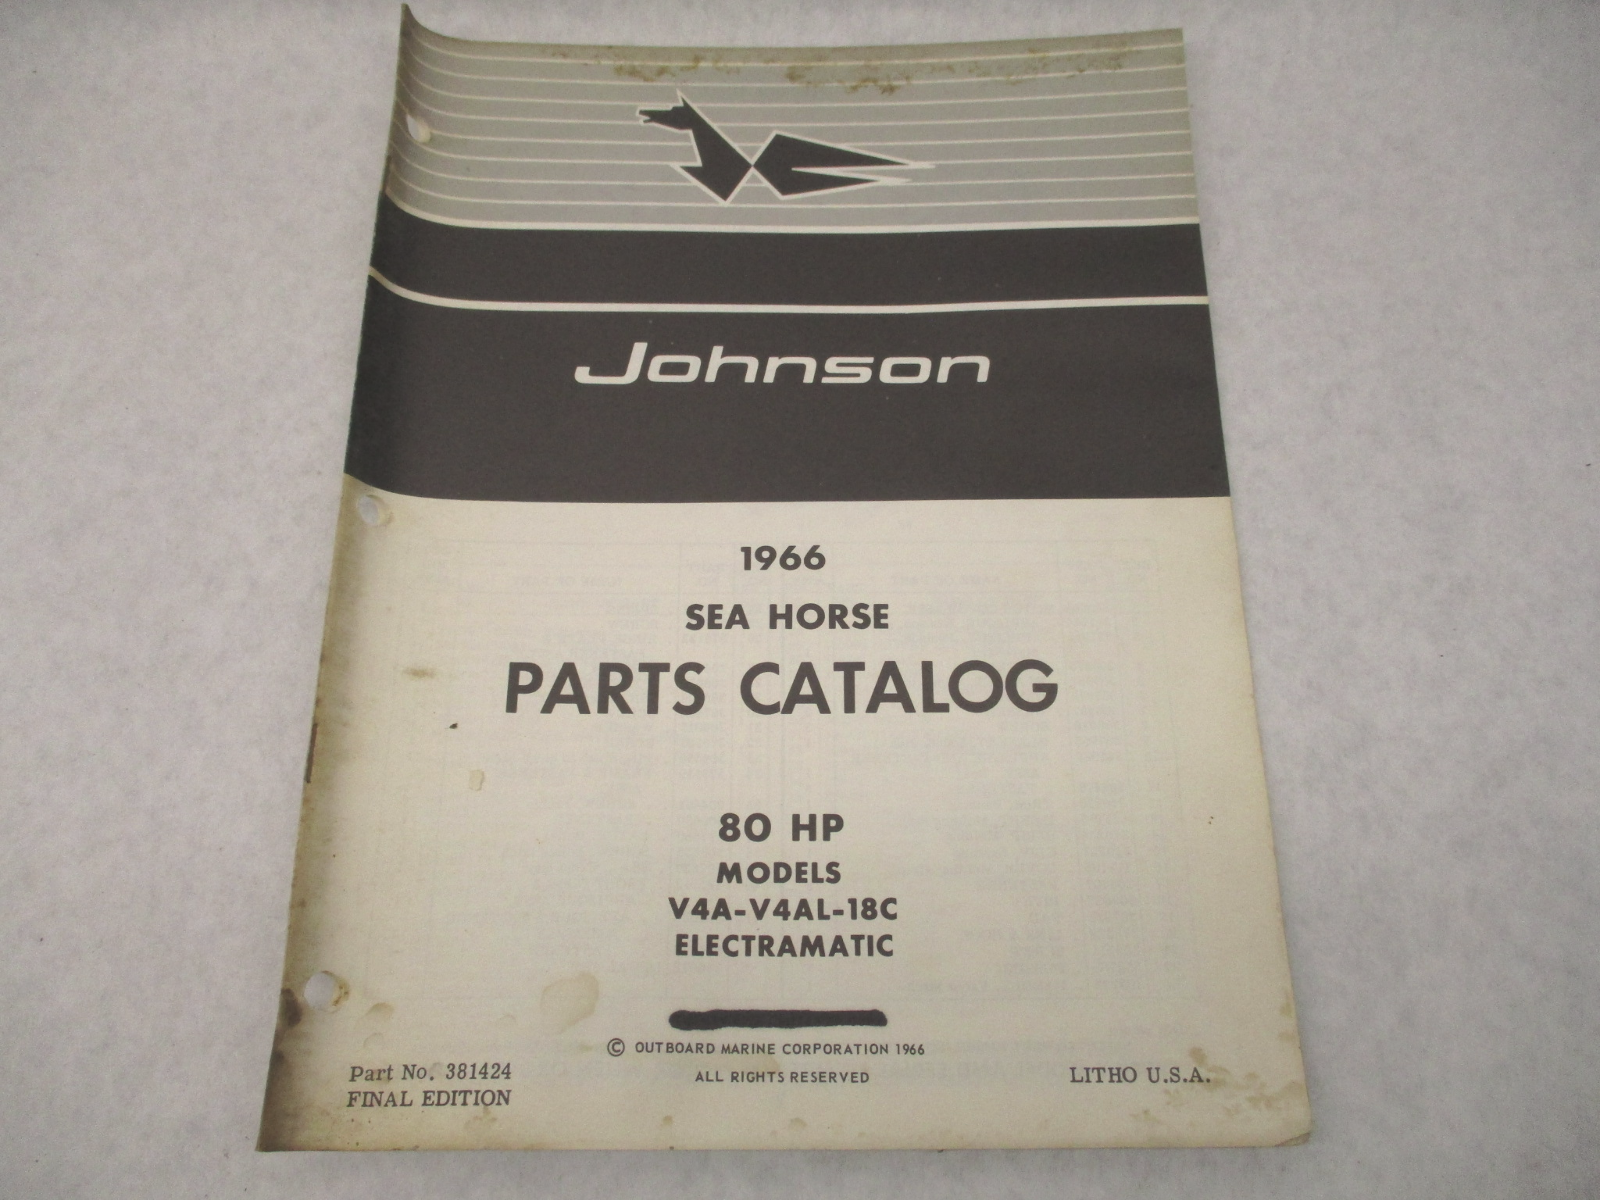 Johnson
1966
SEA HORSE
PARTS CATALOG
80 HP
MODELS
V4A-V4AL-18C
ELECTRAMATIC
© OUTBOARD MARINE CORPORATION 1966
ALL RIGHTS RESERVED
Part No. 381424
FINAL EDITION
LITHO U.S.A.